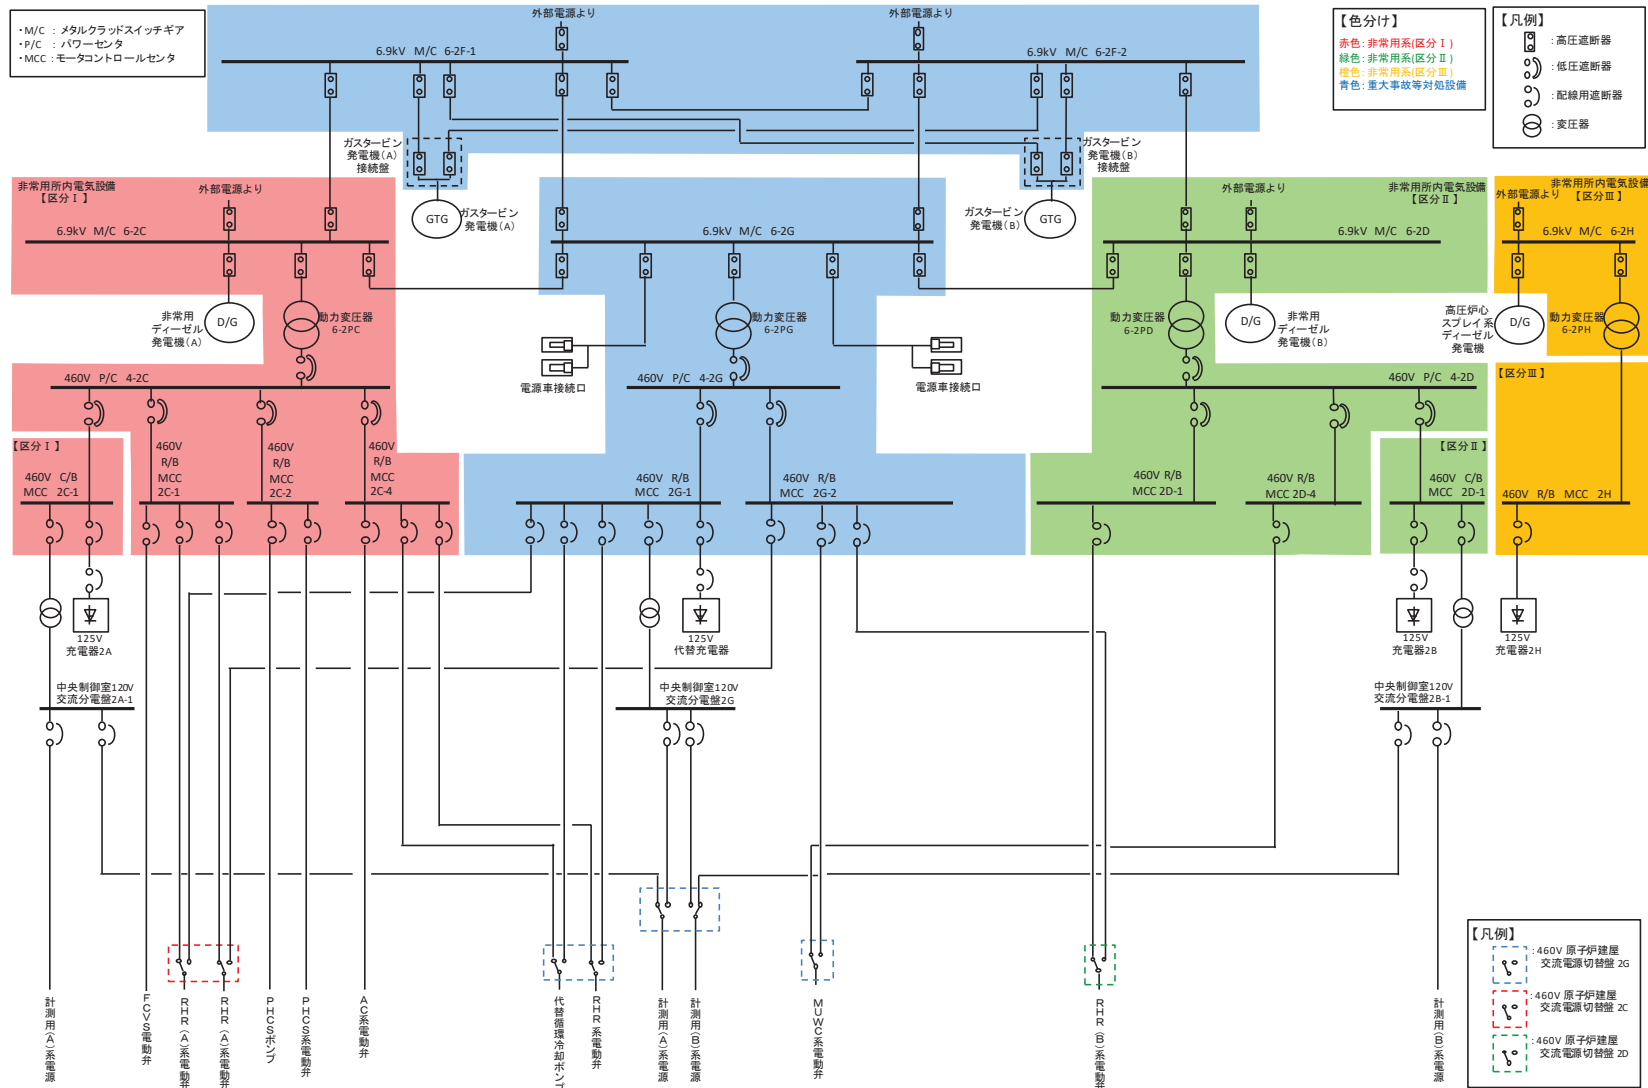 ・M/C ： メタルクラッドスイッチギア
・P/C ： パワーセンタ
・MCC ：モータコントロールセンタ
外部電源より
外部電源より
6.9kV M/C 6-2F-1
6.9kV M/C 6-2F-2
【色分け】
赤色：非常用系(区分Ⅰ)
緑色：非常用系(区分Ⅱ)
橙色：非常用系(区分Ⅲ)
青色：重大事故等対処設備
【凡例】
：高圧遮断器
：低圧遮断器
：配線用遮断器
：変圧器
ガスタービン
発電機(A)
接続盤
ガスタービン
発電機(B)
接続盤
GTG
ガスタービン
発電機(A)
ガスタービン
発電機(B)
GTG
非常用所内電気設備
【区分Ⅰ】
外部電源より
6.9kV M/C 6-2C
6.9kV M/C 6-2G
外部電源より
非常用所内電気設備
【区分Ⅱ】
6.9kV M/C 6-2D
非常用所内電気設備
【区分Ⅲ】
外部電源より
6.9kV M/C 6-2H
非常用
ディーゼル
発電機(A)
D/G
動力変圧器
6-2PC
動力変圧器
6-2PG
動力変圧器
6-2PD
D/G
非常用
ディーゼル
発電機(B)
高圧炉心
スプレイ系
ディーゼル
発電機
D/G
動力変圧器
6-2PH
電源車接続口
電源車接続口
460V P/C 4-2C
460V P/C 4-2G
460V P/C 4-2D
【区分Ⅲ】
【区分Ⅰ】
460V C/B
MCC 2C-1
460V
R/B
MCC
2C-1
460V
R/B
MCC
2C-2
460V
R/B
MCC
2C-4
460V R/B
MCC 2G-1
460V R/B
MCC 2G-2
460V R/B
MCC 2D-1
460V R/B
MCC 2D-4
【区分Ⅱ】
460V C/B
MCC 2D-1
460V R/B MCC 2H
125V
充電器2A
125V
代替充電器
125V
充電器2B
125V
充電器2H
中央制御室120V
交流分電盤2A-1
中央制御室120V
交流分電盤2G
中央制御室120V
交流分電盤2B-1
計測用(A)系電源
FCVS電動弁
RHR(A)系電動弁
RHR(A)系電動弁
PHCSポンプ
PHCS系電動弁
AC系電動弁
代替循環冷却ポンプ
RHR系電動弁
計測用(A)系電源
計測用(B)系電源
MUWC系電動弁
RHR(B)系電動弁
計測用(B)系電源
【凡例】
：460V 原子炉建屋
交流電源切替盤 2G
：460V 原子炉建屋
交流電源切替盤 2C
：460V 原子炉建屋
交流電源切替盤 2D